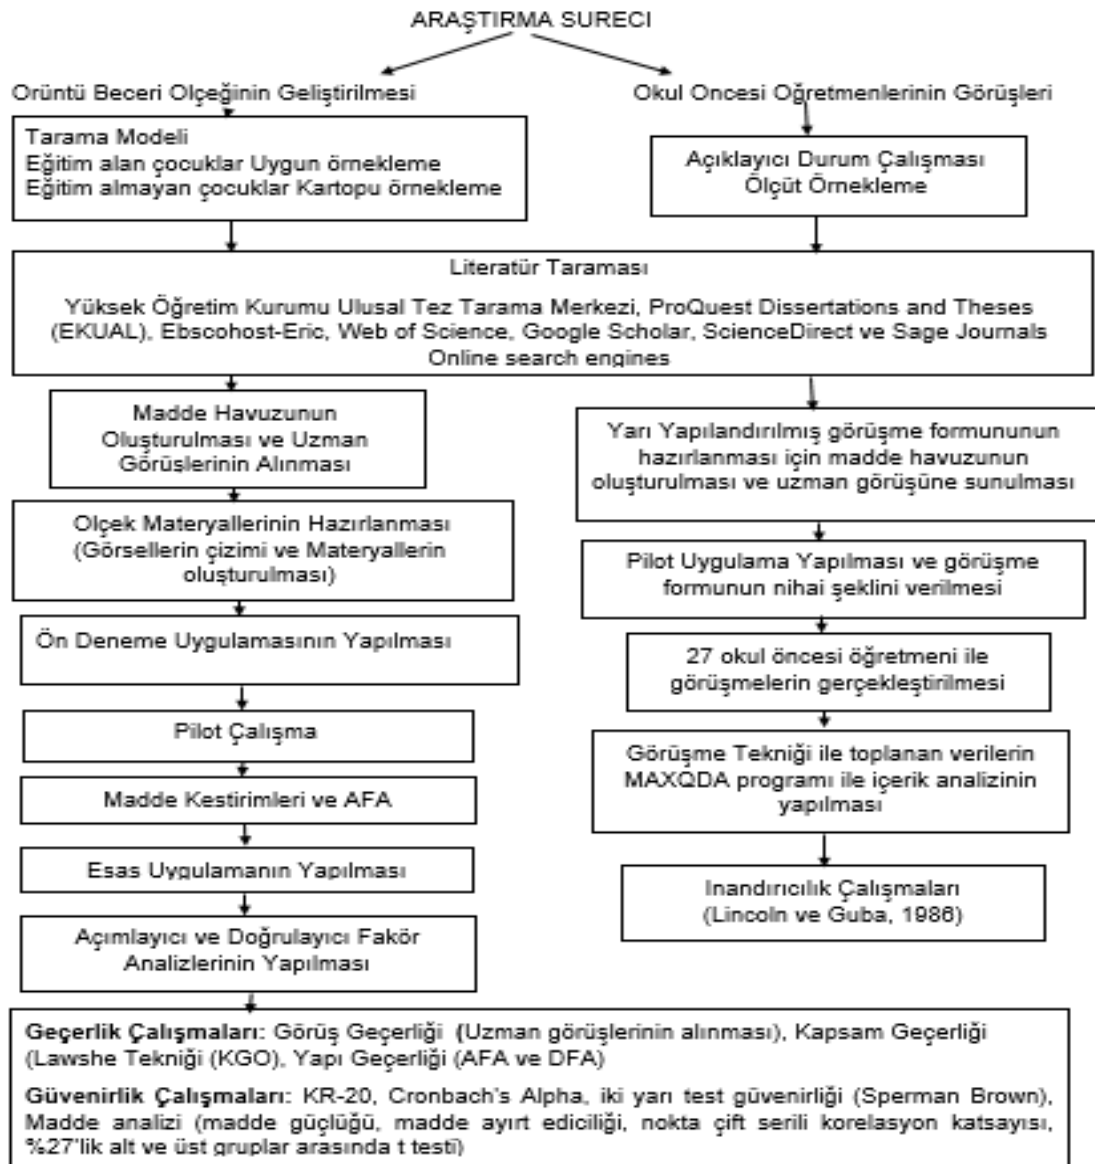 ARAŞTIRMA SURECI
Orüntü Beceri Olçeğinin Geliştirilmesi
Okul Oncesi Oğretmenlerinin Görüşleri
Tarama Modeli
Eğitim alan çocuklar Uygun örnekleme
Eğitim almayan çocuklar Kartopu örnekleme
Açıklayıcı Durum Çalışması
Ölçüt Örnekleme
Literatür Taraması
Yüksek Öğretim Kurumu Ulusal Tez Tarama Merkezi, ProQuest Dissertations and Theses
(EKUAL), Ebscohost-Eric, Web of Science, Google Scholar, ScienceDirect ve Sage Journals
Online search engines
Madde Havuzunun
Oluşturulması ve Uzman
Görüşlerinin Alınması
Olçek Materyallerinin Hazırlanması
(Görsellerin çizimi ve Materyallerin
oluşturulması)
Ön Deneme Uygulamasının Yapılması
Pilot Çalışma
Madde Kestirimleri ve AFA
Esas Uygulamanın Yapılması
Açımlayıcı ve Doğrulayıcı Fakör
Analizlerinin Yapılması
Yarı Yapılandırılmış görüşme formununun
hazırlanması için madde havuzunun
oluşturulması ve uzman görüşüne sunulması
Pilot Uygulama Yapılması ve görüşme
formunun nihai şeklini verilmesi
27 okul öncesi öğretmeni ile
görüşmelerin gerçekleştirilmesi
Görüşme Tekniği ile toplanan verilerin
MAXQDA programı ile içerik analizinin
yapılması
Inandırıcılık Çalışmaları
(Lincoln ve Guba, 1986)
Geçerlik Çalışmaları: Görüş Geçerliği (Uzman görüşlerinin alınması), Kapsam Geçerliği
(Lawshe Tekniği (KGO), Yapı Geçerliği (AFA ve DFA)
Güvenirlik Çalışmaları: KR-20, Cronbach's Alpha, iki yarı test güvenirliği (Sperman Brown),
Madde analizi (madde güçlüğü, madde ayırt ediciliği, nokta çift serili korelasyon katsayısı,
%27'lik alt ve üst gruplar arasında t testi)